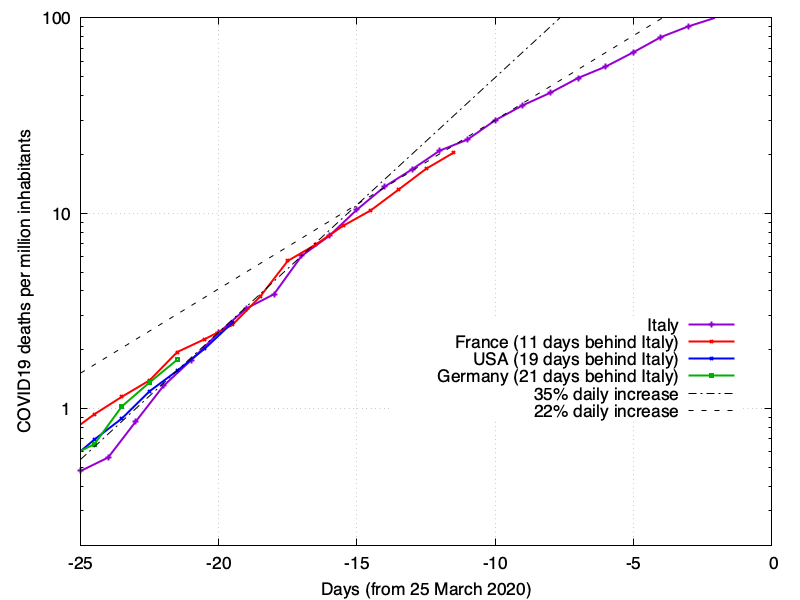 100
10
1
COVID19 deaths per million inhabitants
Italy
France (11 days behind Italy)
USA (19 days behind Italy)
Germany (21 days behind Italy)
35% daily increase
22% daily increase
-25 -20 -15 -10 -5 0
Days (from 25 March 2020)